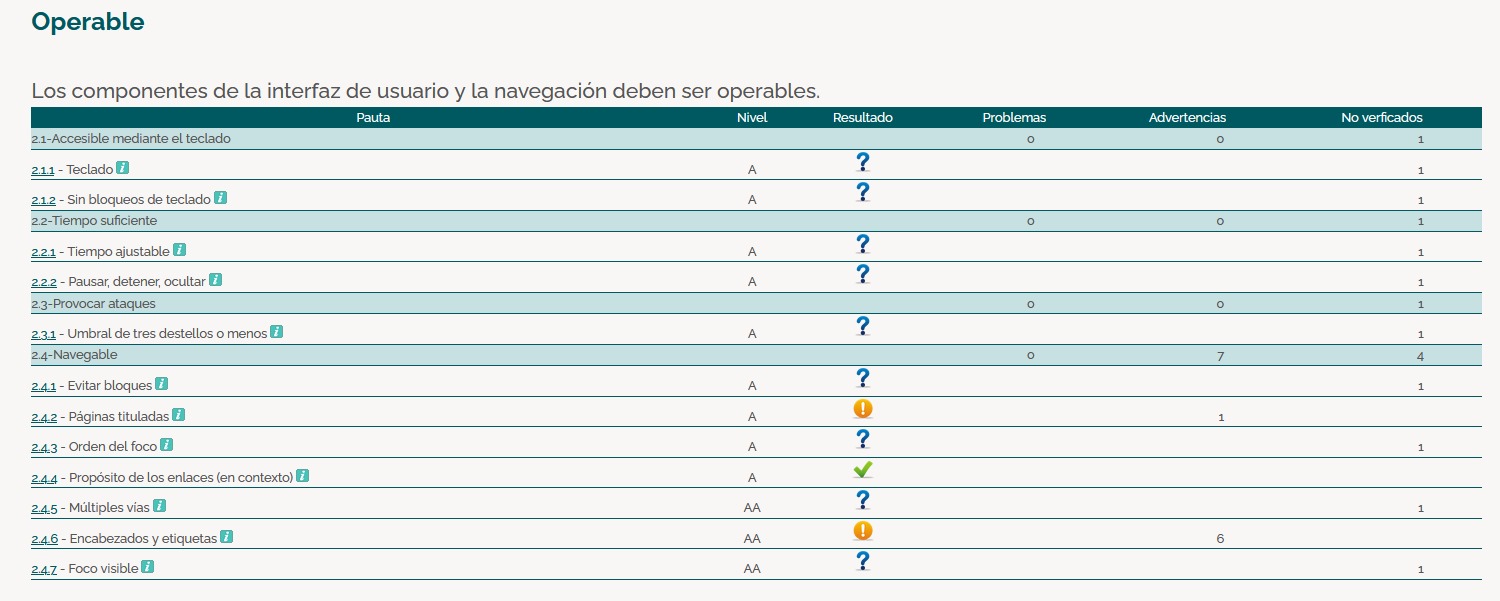 Operable
Los componentes de la interfaz de usuario y la navegación deben ser operables.
Pauta Nivel Resultado Problemas Advertencias No verficados
2.1-Accesible mediante el teclado 0 0 1
2.1.1 - Teclado i A ? 1
2.1.2 - Sin bloqueos de teclado i A ? 1
2.2-Tiempo suficiente 0 0 1
2.2.1 - Tiempo ajustable i A ? 1
2.2.2 - Pausar, detener, ocultar i A ? 1
2.3-Provocar ataques 0 0 1
2.3.1 - Umbral de tres destellos o menos i A ? 1
2.4-Navegable 0 7 4
2.4.1 - Evitar bloques i A ? 1
2.4.2 - Páginas tituladas i A ! 1
2.4.3 - Orden del foco i A ? 1
2.4.4 - Propósito de los enlaces (en contexto) i A
2.4.5 - Múltiples vías i AA ? 1
2.4.6 - Encabezados y etiquetas i AA ! 6
2.4.7 - Foco visible i AA ? 1